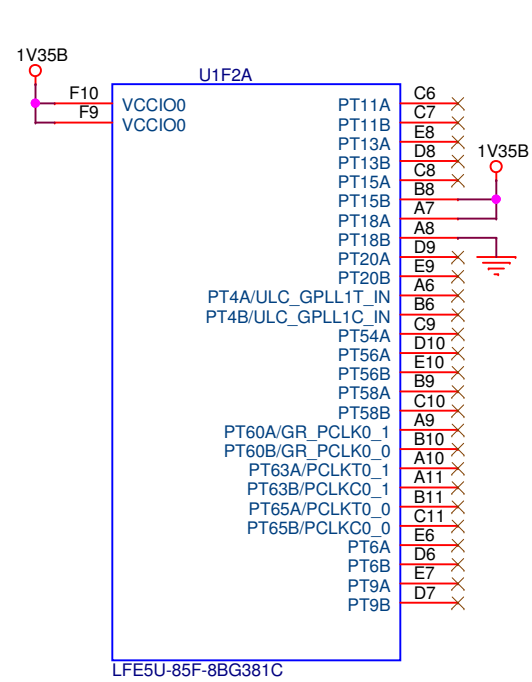 1V35B
U1F2A
F10 VCCIO0
F9 VCCIO0
PT11A C6
PT11B C7
PT13A E8
PT13B D8
PT15A C8
1V35B
PT15B B8
PT18A A7
PT18B A8
PT20A D9
PT20B E9
PT4A/ULC_GPLL1T_IN A6
PT4B/ULC_GPLL1C_IN B6
PT54A C9
PT56A D10
PT56B E10
PT58A B9
PT58B C10
PT60A/GR_PCLK0_1 A9
PT60B/GR_PCLK0_0 B10
PT63A/PCLKT0_1 A10
PT63B/PCLKC0_1 A11
PT65A/PCLKT0_0 B11
PT65B/PCLKC0_0 C11
PT6A E6
PT6B D6
PT9A E7
PT9B D7
LFE5U-85F-8BG381C